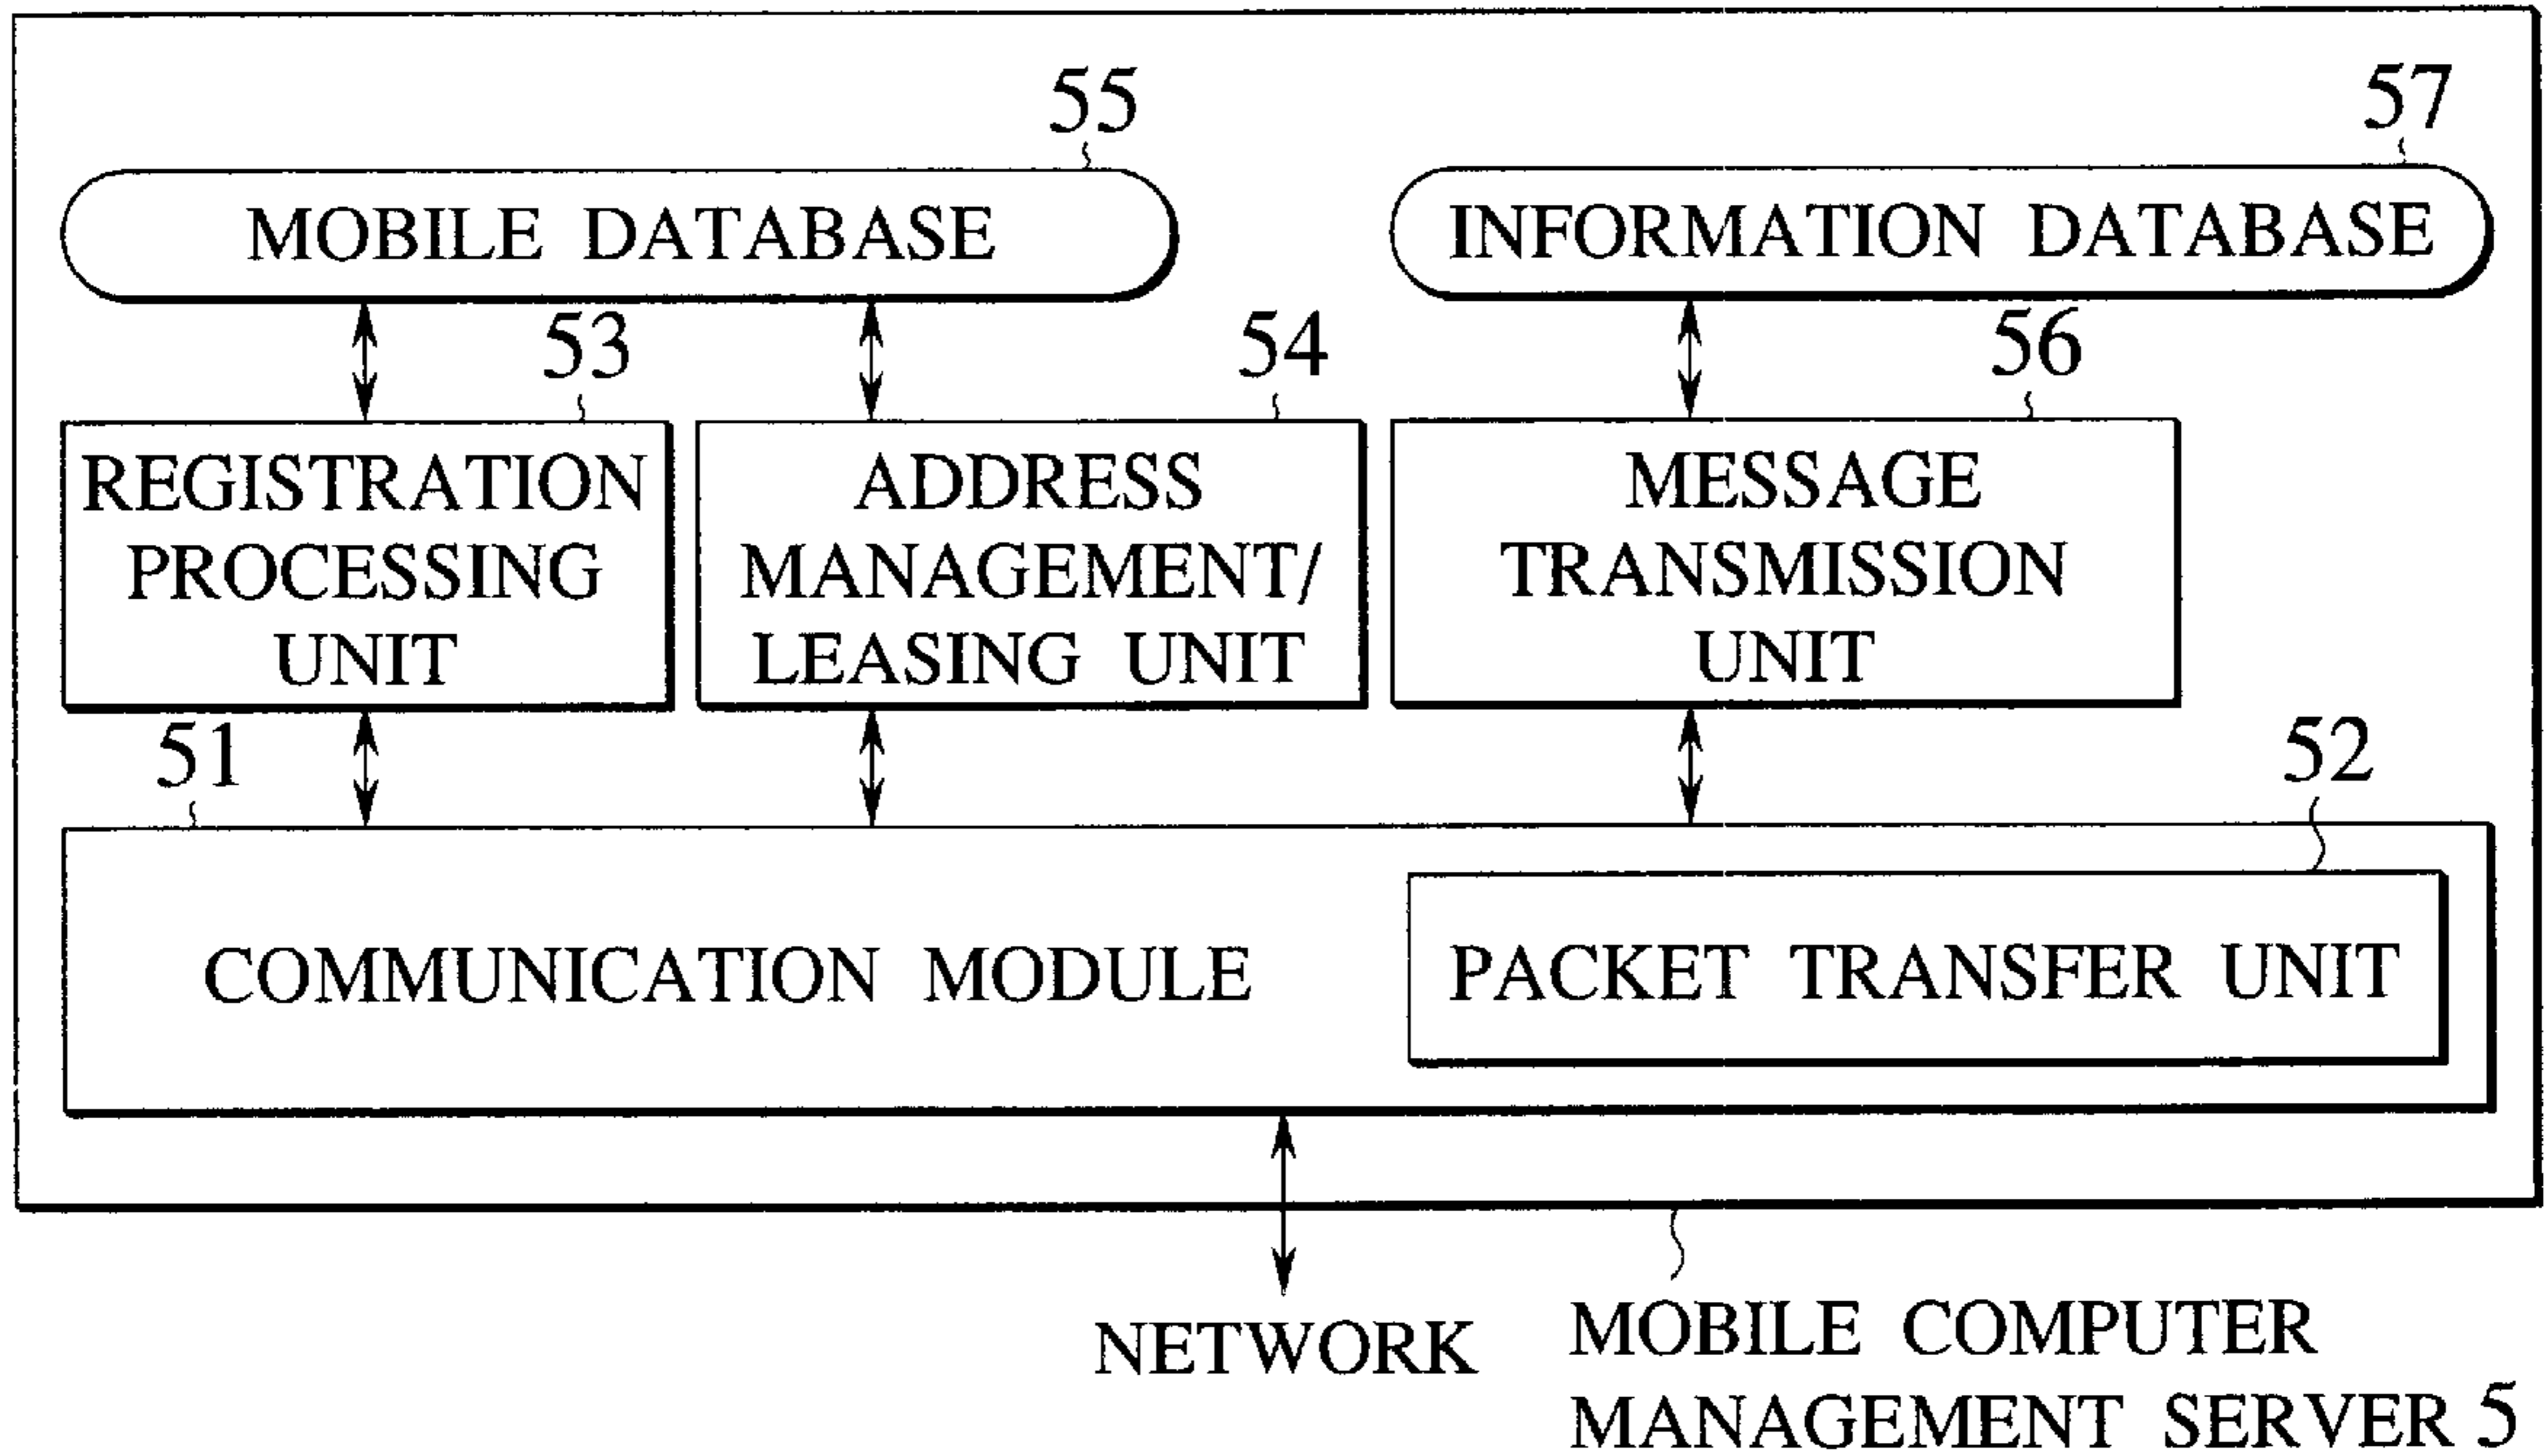 55
57
MOBILE DATABASE
INFORMATION DATABASE
53
54
56
REGISTRATION
PROCESSING
UNIT
ADDRESS
MANAGEMENT/
LEASING UNIT
MESSAGE
TRANSMISSION
UNIT
51
52
COMMUNICATION MODULE
PACKET TRANSFER UNIT
NETWORK
MOBILE COMPUTER
MANAGEMENT SERVER 5